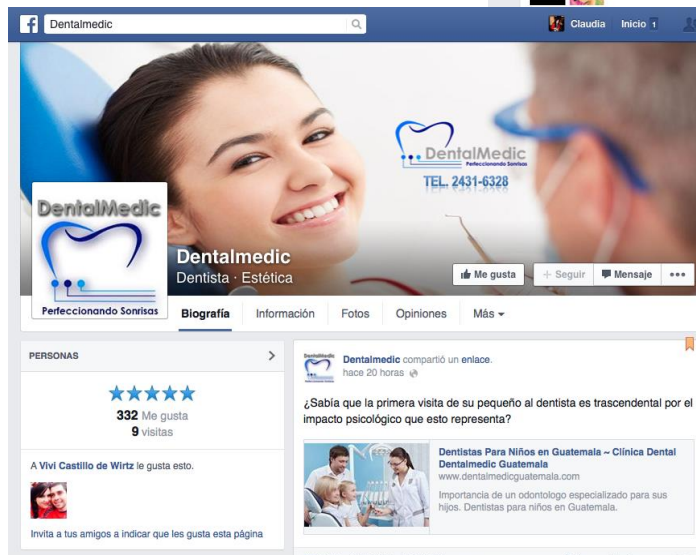 Dentalmedic
Claudia Inicio 1
DentalMedic
Perfeccionando Sonrisas
TEL. 2431-6328
DentalMedic
Perfeccionando Sonrisas
Dentalmedic
Dentista · Estética
Me gusta
+ Seguir
Mensaje
Biografía Información Fotos Opiniones Más
PERSONAS
332 Me gusta
9 visitas
A Vivi Castillo de Wirtz le gusta esto.
Invita a tus amigos a indicar que les gusta esta página
Dentalmedic compartió un enlace.
hace 20 horas
¿Sabía que la primera visita de su pequeño al dentista es trascendental por el
impacto psicológico que esto representa?
Dentistas Para Niños en Guatemala ~ Clínica Dental
Dentalmedic Guatemala
www.dentalmedicguatemala.com
Importancia de un odontologo especializado para sus
hijos. Dentistas para niños en Guatemala.